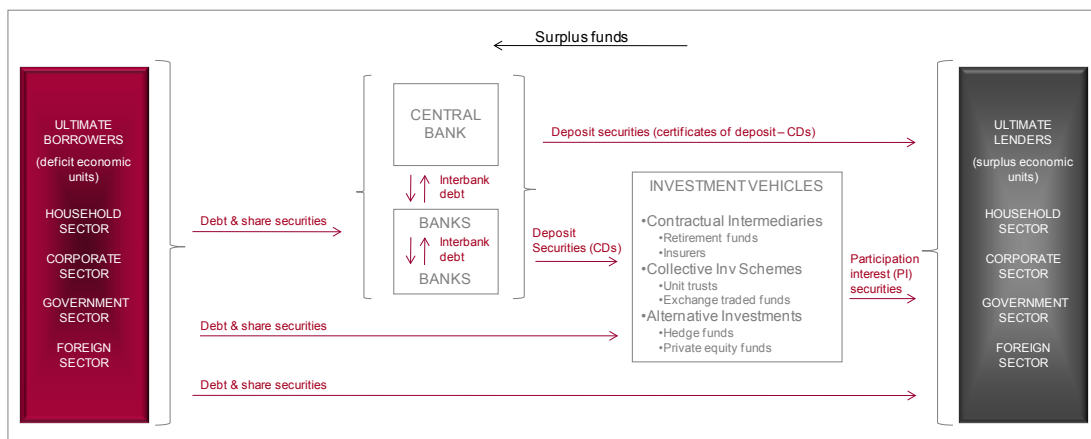 Surplus funds
ULTIMATE
BORROWERS
(deficit economic
units)
HOUSEHOLD
SECTOR
CORPORATE
SECTOR
GOVERNMENT
SECTOR
FOREIGN
SECTOR
Debt & share securities
Debt & share securities
Debt & share securities
CENTRAL
BANK
Interbank
debt
BANKS
Interbank
debt
BANKS
Deposit securities (certificates of deposit – CDs)
Deposit
Securities (CDs)
INVESTMENT VEHICLES
•Contractual Intermediaries
•Retirement funds
•Insurers
•Collective Inv Schemes
•Unit trusts
•Exchange traded funds
•Alternative Investments
•Hedge funds
•Private equity funds
Participation
interest (PI)
securities
ULTIMATE
LENDERS
(surplus economic
units)
HOUSEHOLD
SECTOR
CORPORATE
SECTOR
GOVERNMENT
SECTOR
FOREIGN
SECTOR